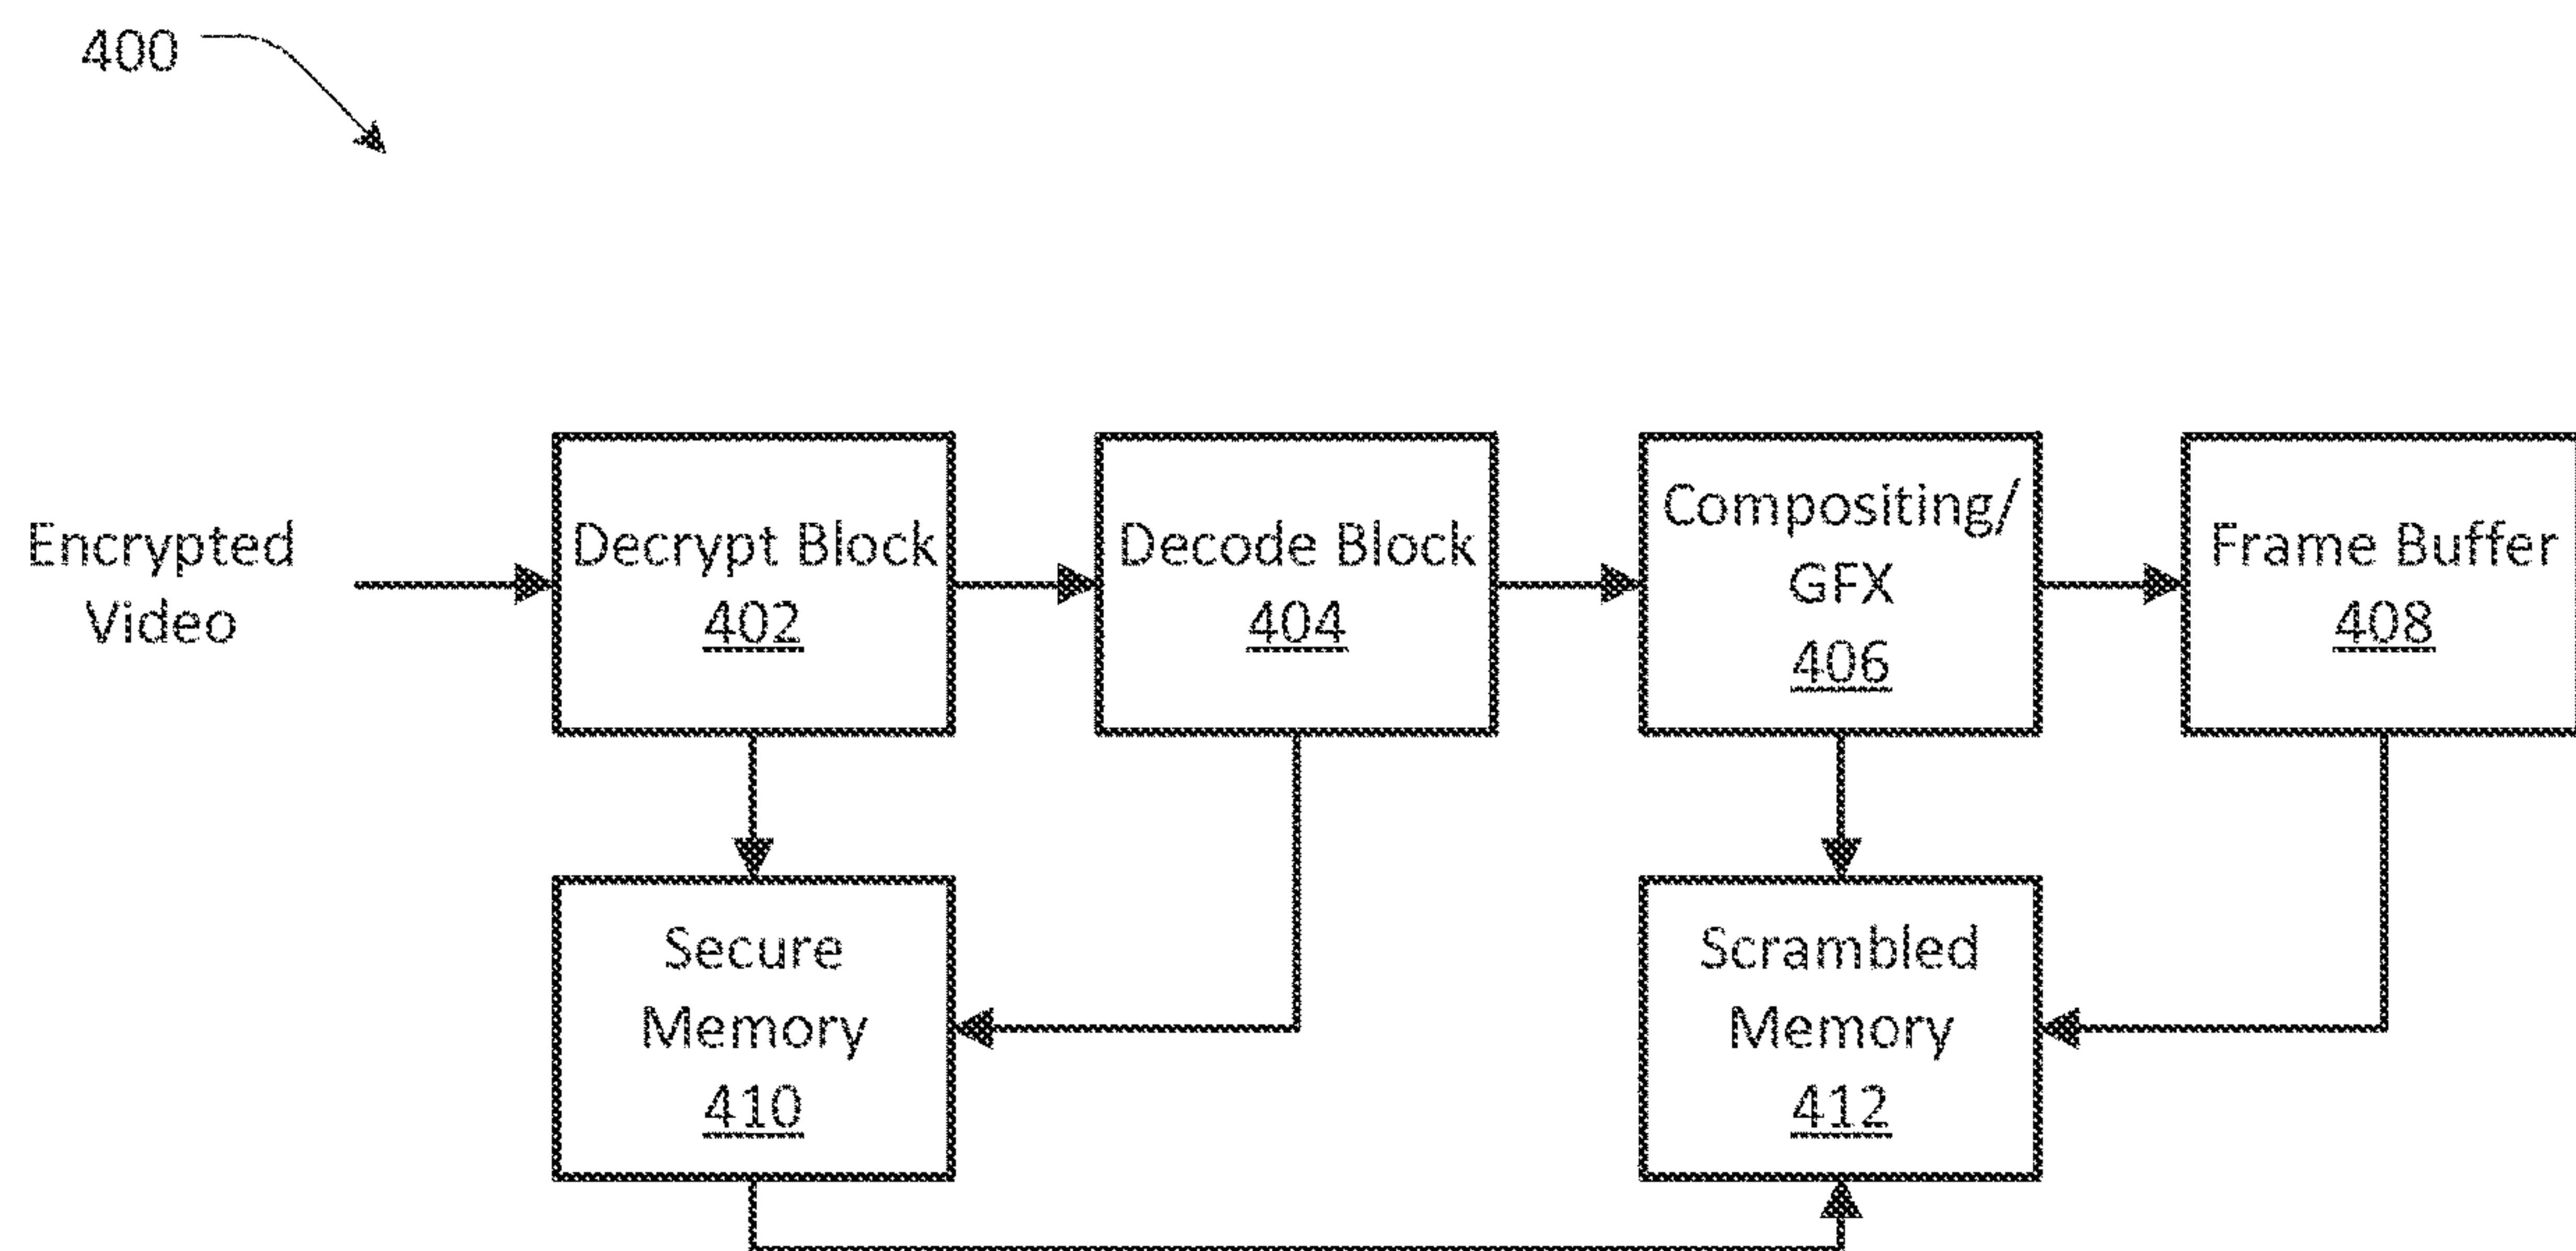 400
Encrypted
Video
Decrypt Block
402
Decode Block
404
Compositing/
GFX
406
Frame Buffer
408
Secure
Memory
410
Scrambled
Memory
412